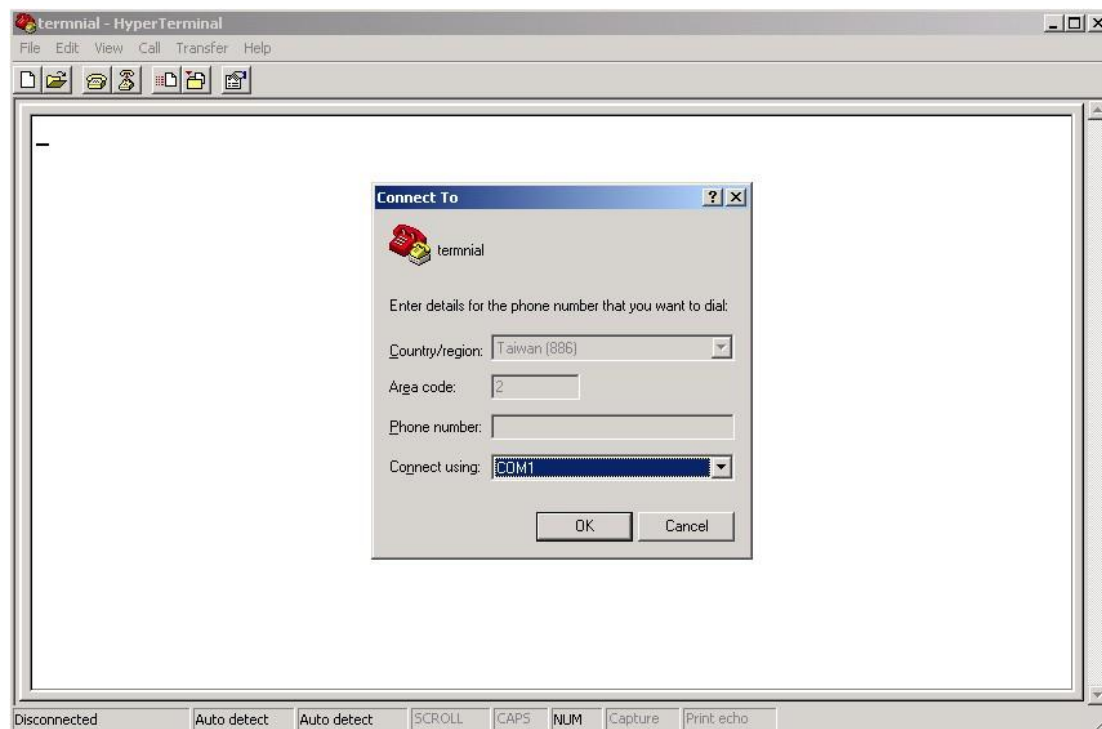 termnial - HyperTerminal
File Edit View Call Transfer Help
Connect To
termnial
Enter details for the phone number that you want to dial:
Country/region: Taiwan (886)
Area code: 2
Phone number:
Connect using: COM1
OK Cancel
Disconnected Auto detect Auto detect SCROLL CAPS NUM Capture Print echo